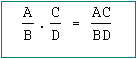 A/B . C/D = AC/BD